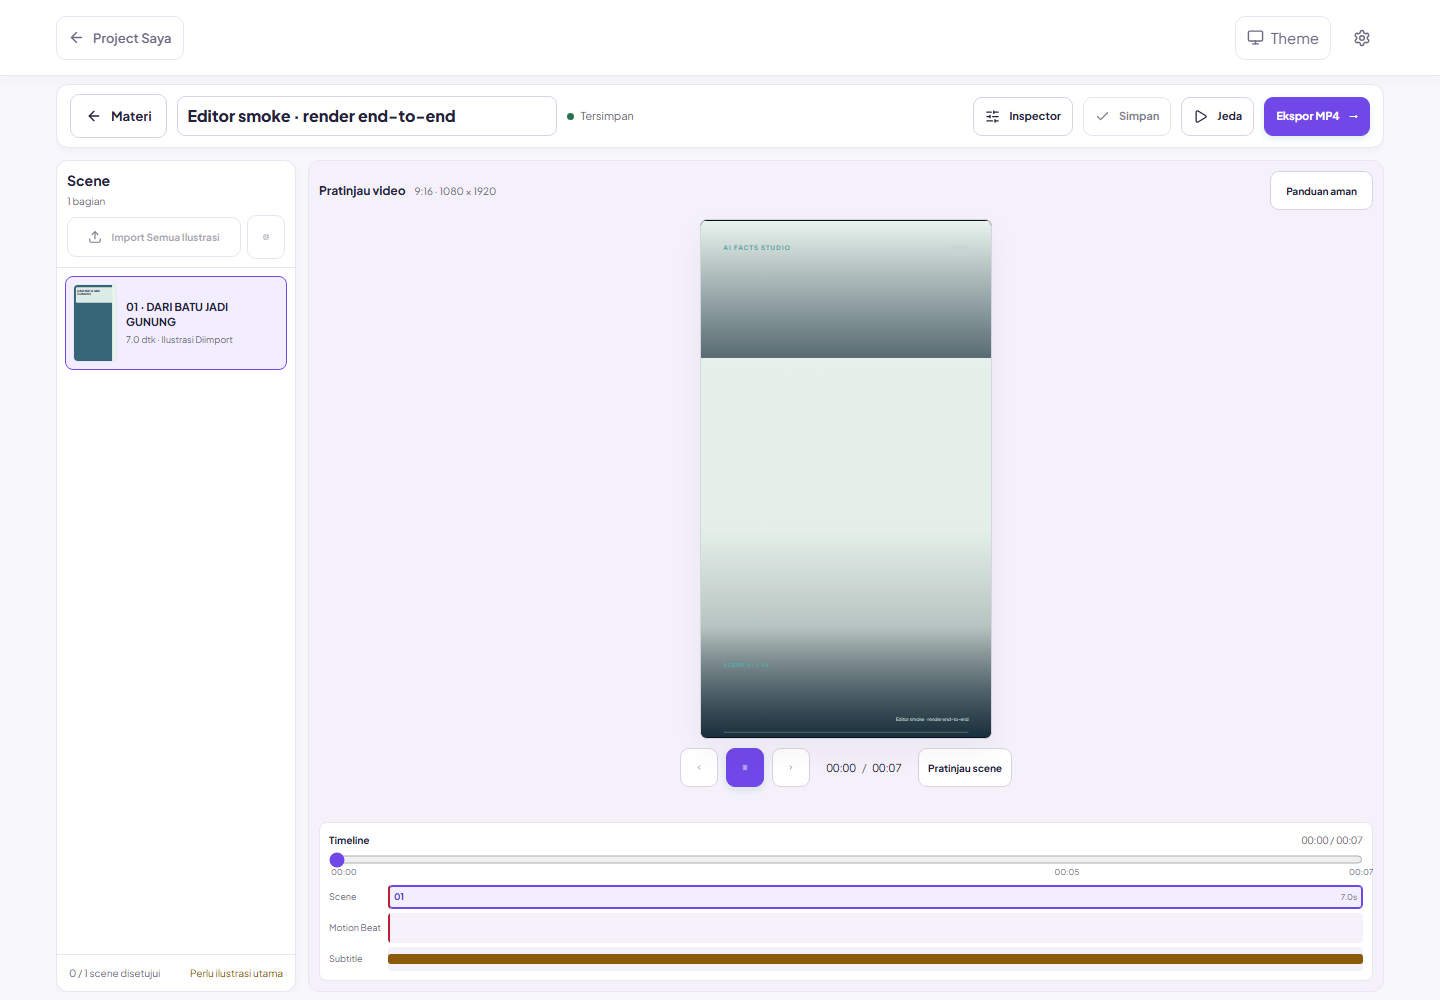 Project Saya
Theme
Materi
Editor smoke · render end-to-end
Tersimpan
Inspector
Simpan
Jeda
Ekspor MP4 →
Scene
1 bagian
Import Semua Ilustrasi
01 · DARI BATU JADI
GUNUNG
7.0 dtk · Ilustrasi Diimport
0 / 1 scene disetujui
Perlu ilustrasi utama
Pratinjau video
9:16 · 1080 × 1920
Panduan aman
AI FACTS STUDIO
Editor smoke · render end-to-end
00:00 / 00:07
Pratinjau scene
Timeline
00:00 / 00:07
00:00
00:05
00:07
Scene
01
7.0s
Motion Beat
Subtitle